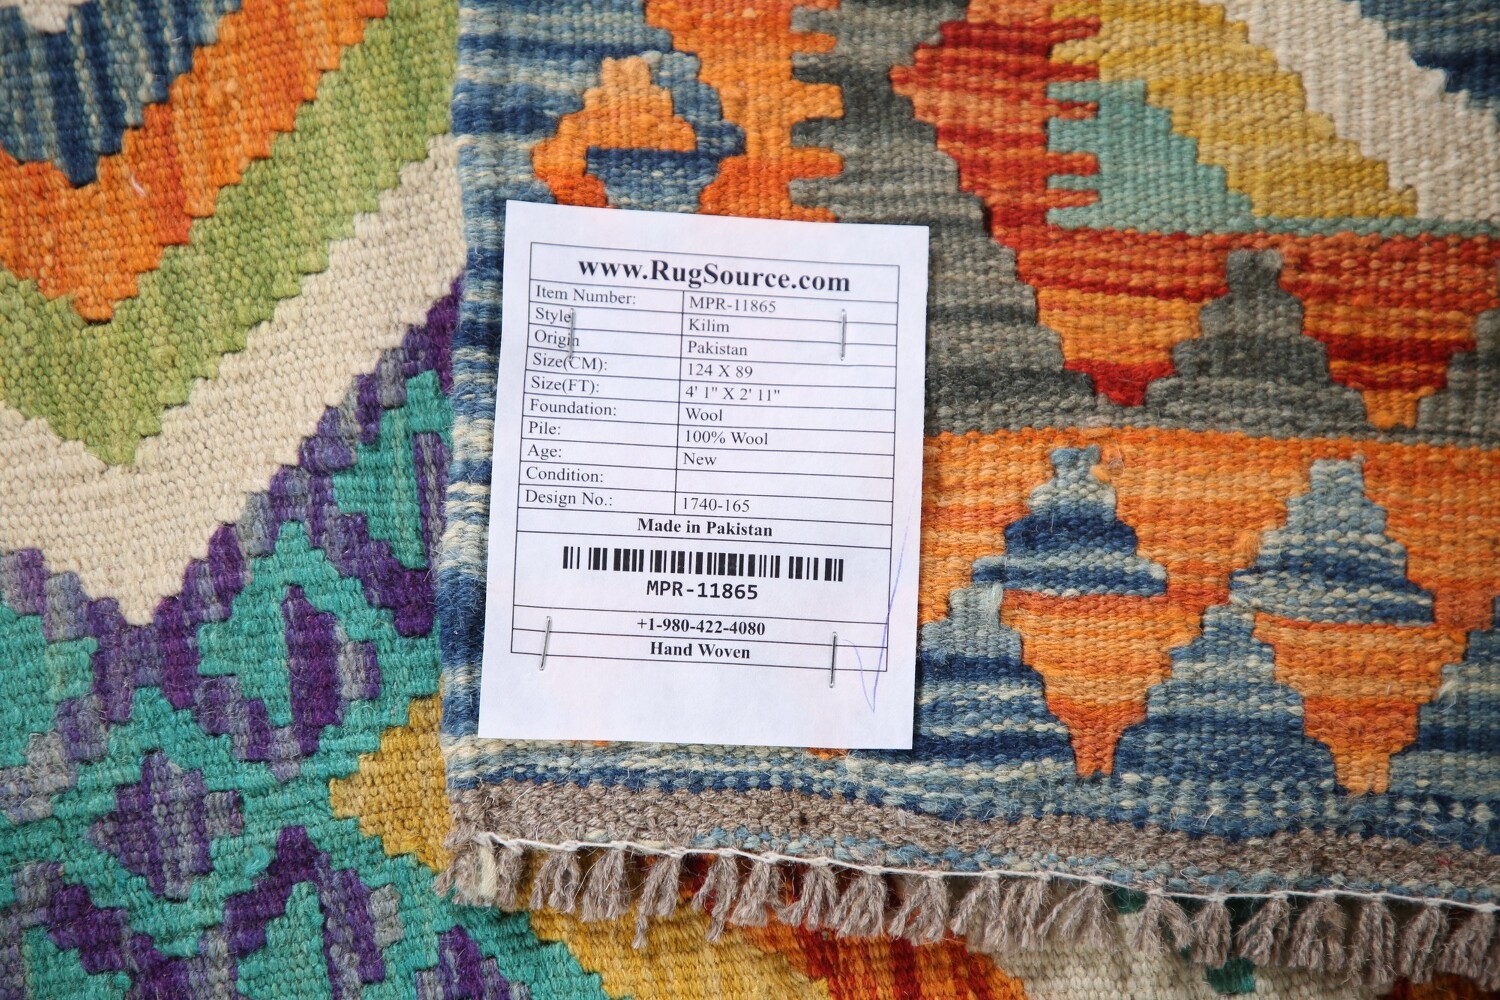 www.RugSource.com
Item Number: MPR-11865
Style Kilim
Origin Pakistan
Size(CM): 124 X 89
Size(FT): 4' 1" X 2' 11"
Foundation: Wool
Pile: 100% Wool
Age: New
Condition:
Design No.: 1740-165
Made in Pakistan
MPR-11865
+1-980-422-4080
Hand Woven